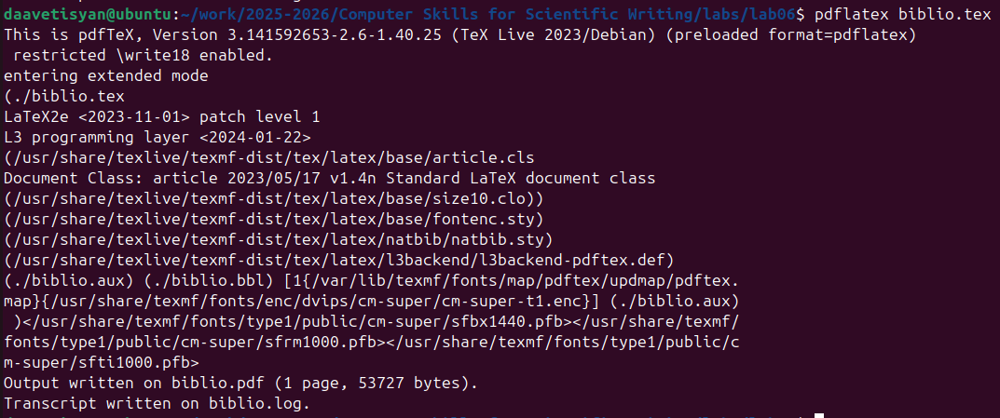 daavetisyan@ubuntu:~/work/2025-2026/Computer Skills for Scientific Writing/labs/lab06$ pdflatex biblio.tex
This is pdfTeX, Version 3.141592653-2.6-1.40.25 (TeX Live 2023/Debian) (preloaded format=pdflatex)
 restricted \write18 enabled.
entering extended mode
(./biblio.tex
LaTeX2e <2023-11-01> patch level 1
L3 programming layer <2024-01-22>
(/usr/share/texlive/texmf-dist/tex/latex/base/article.cls
Document Class: article 2023/05/17 v1.4n Standard LaTeX document class
(/usr/share/texlive/texmf-dist/tex/latex/base/size10.clo))
(/usr/share/texlive/texmf-dist/tex/latex/base/fontenc.sty)
(/usr/share/texlive/texmf-dist/tex/latex/natbib/natbib.sty)
(/usr/share/texlive/texmf-dist/tex/latex/l3backend/l3backend-pdftex.def)
(./biblio.aux) (./biblio.bbl) [1{/var/lib/texmf/fonts/map/pdftex/updmap/pdftex.
map}{/usr/share/texmf/fonts/enc/dvips/cm-super/cm-super-t1.enc}] (./biblio.aux)
 )</usr/share/texmf/fonts/type1/public/cm-super/sfbx1440.pfb></usr/share/texmf/
fonts/type1/public/cm-super/sfrm1000.pfb></usr/share/texmf/fonts/type1/public/c
m-super/sfti1000.pfb>
Output written on biblio.pdf (1 page, 53727 bytes).
Transcript written on biblio.log.